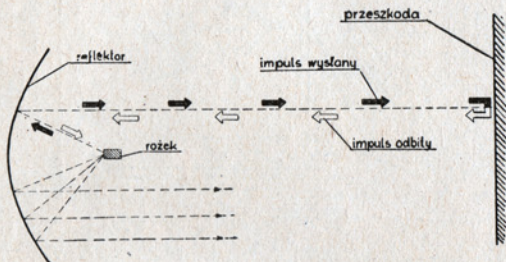 przeszkoda
reflektor
impuls wysłany
rożek
impuls odbity